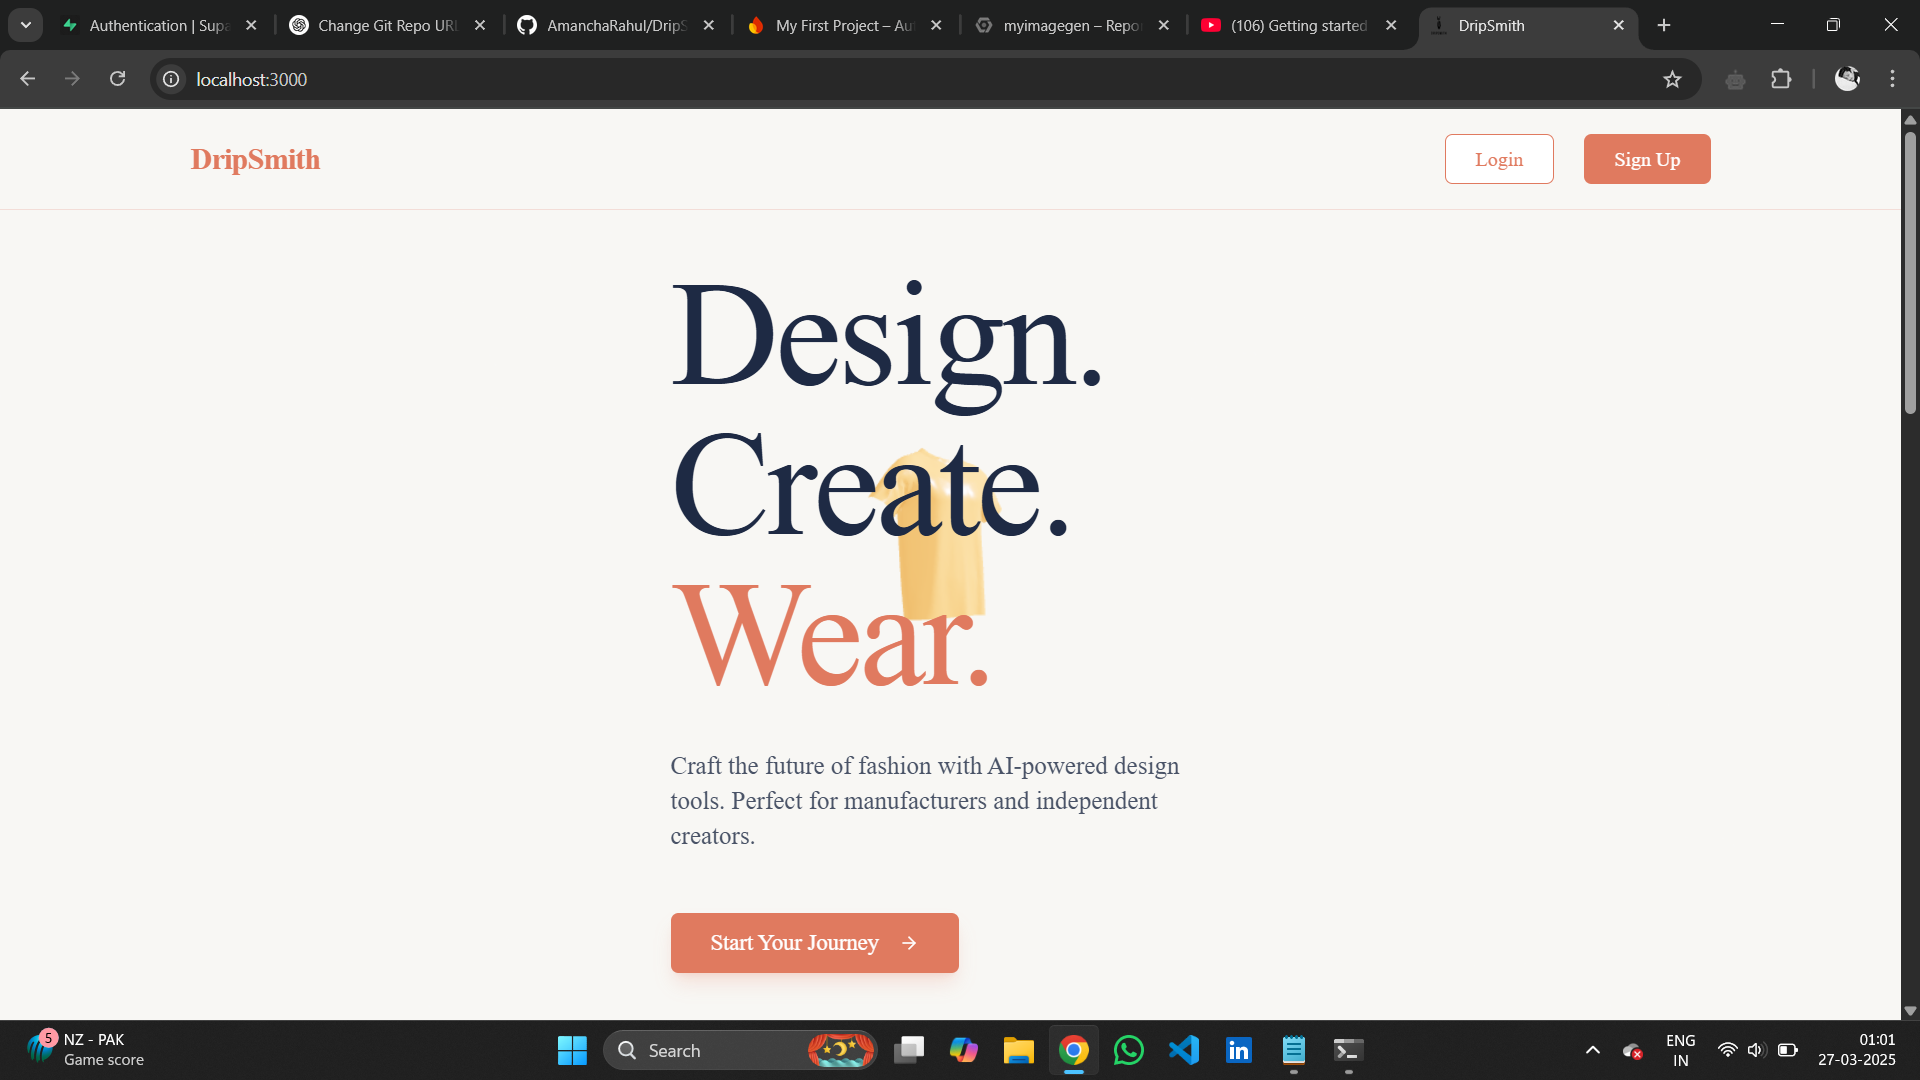 Authentication | Supa
Change Git Repo URL
AmanchaRahul/DripS
My First Project – Au
myimagegen – Repo
(106) Getting started
DripSmith
localhost:3000
DripSmith
Login
Sign Up
Design.
Create.
Wear.
Craft the future of fashion with AI-powered design
tools. Perfect for manufacturers and independent
creators.
Start Your Journey
5
NZ - PAK
Game score
Search
ENG
IN
01:01
27-03-2025